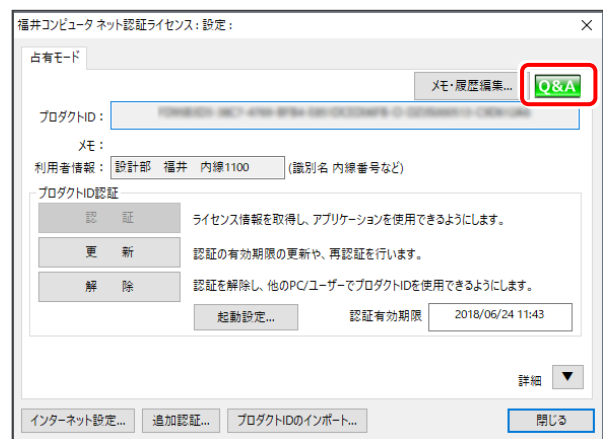 福井コンピュータ ネット認証ライセンス：設定：
占有モード
メモ・履歴編集... Q&A
プロダクトID：
メモ：
利用者情報： 設計部 福井 内線1100 (識別名 内線番号など)
プロダクトID認証
認 証 ライセンス情報を取得し、アプリケーションを使用できるようにします。
更 新 認証の有効期限の更新や、再認証を行います。
解 除 認証を解除し、他のPC/ユーザーでプロダクトIDを使用できるようにします。
起動設定... 認証有効期限 2018/06/24 11:43
詳細 ▼
インターネット設定... 追加認証... プロダクトIDのインポート... 閉じる